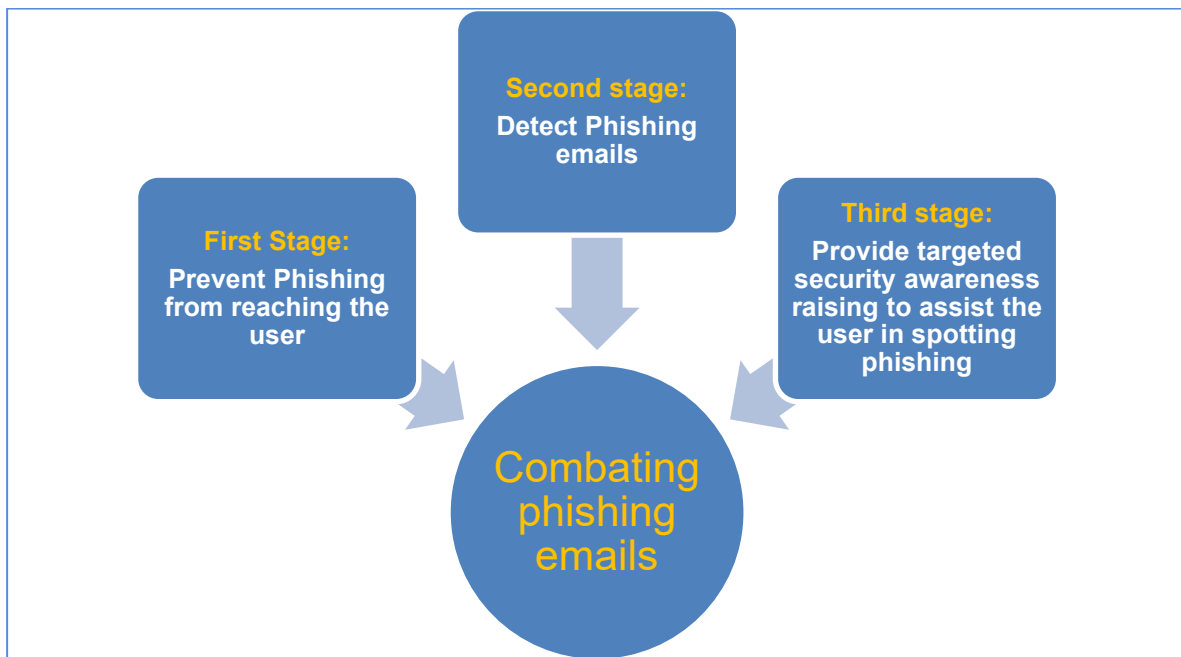 First Stage:
Prevent Phishing
from reaching the
user
Second stage:
Detect Phishing
emails
Third stage:
Provide targeted
security awareness
raising to assist the
user in spotting
phishing
Combating
phishing
emails